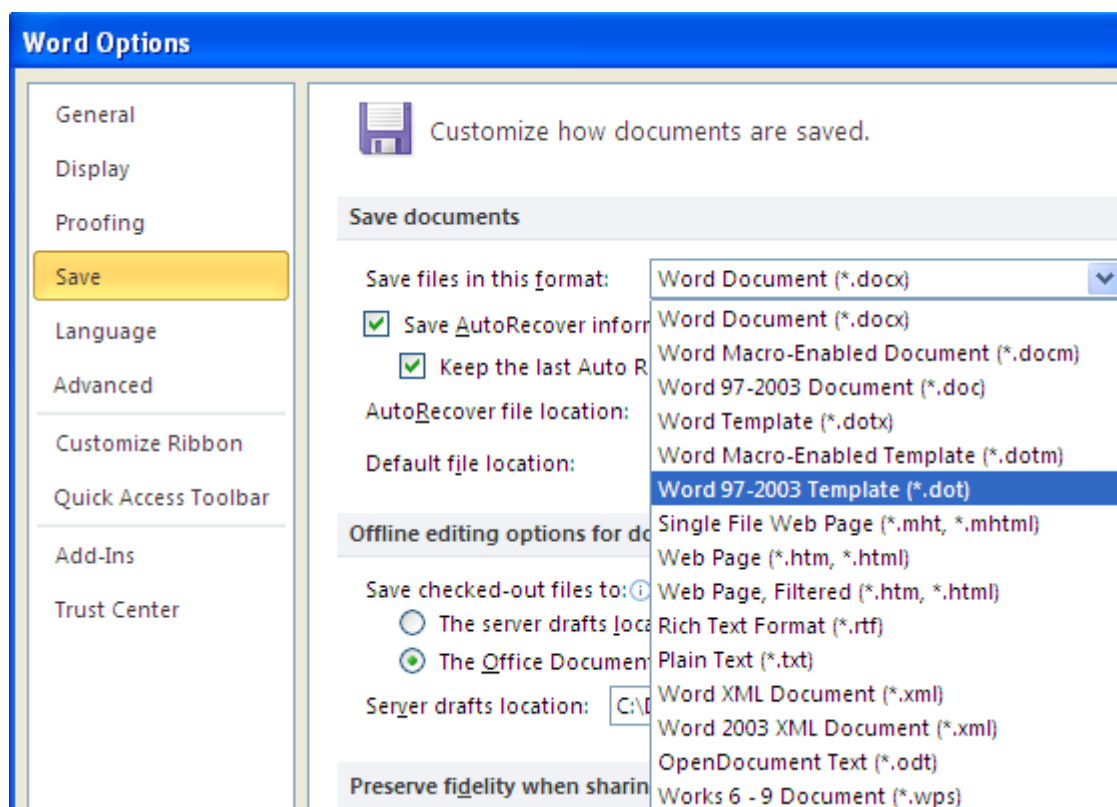 Word Options
General
Display
Proofing
Save
Language
Advanced
Customize Ribbon
Quick Access Toolbar
Add-Ins
Trust Center
Customize how documents are saved.
Save documents
Save files in this format: Word Document (*.docx)
Save AutoRecover infor
Keep the last Auto R
AutoRecover file location:
Default file location:
Word Document (*.docx)
Word Macro-Enabled Document (*.docm)
Word 97-2003 Document (*.doc)
Word Template (*.dotx)
Word Macro-Enabled Template (*.dotm)
Word 97-2003 Template (*.dot)
Single File Web Page (*.mht, *.mhtml)
Web Page (*.htm, *.html)
Web Page, Filtered (*.htm, *.html)
Rich Text Format (*.rtf)
Plain Text (*.txt)
Word XML Document (*.xml)
Word 2003 XML Document (*.xml)
OpenDocument Text (*.odt)
Works 6 - 9 Document (*.wps)
Offline editing options for do
Save checked-out files to:
The server drafts loca
The Office Document
Server drafts location: C:\D
Preserve fidelity when sharin